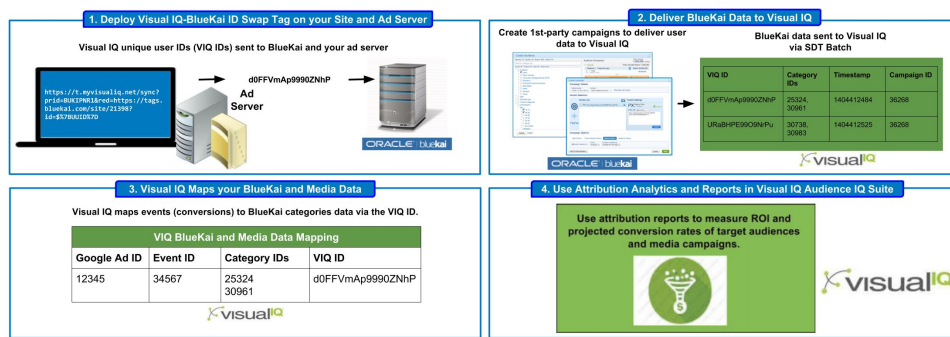 1. Deploy Visual IQ-BlueKai ID Swap Tag on your Site and Ad Server
Visual IQ unique user IDs (VIQ IDs) sent to BlueKai and your ad server
https://t.myvisualiq.net/sync?
prid=BUKIPNR1&red=https://tags.
bluekai.com/site/21398?
id=$%7BUUID%7D
d0FFVmAp9990ZNhP
Ad
Server
ORACLE bluekai
2. Deliver BlueKai Data to Visual IQ
Create 1st-party campaigns to deliver user
data to Visual IQ
ORACLE bluekai
BlueKai data sent to Visual IQ
via SDT Batch
VIQ ID Category IDs Timestamp Campaign ID
d0FFVmAp9990ZNhP 25324, 30961 1404412484 36268
URaBHPE99O9NrPu 30738, 30963 1404412525 36268
visualIQ
3. Visual IQ Maps your BlueKai and Media Data
Visual IQ maps events (conversions) to BlueKai categories data via the VIQ ID.
VIQ BlueKai and Media Data Mapping
Google Ad ID Event ID Category IDs VIQ ID
12345 34567 25324 d0FFVmAp9990ZNhP
30961
visualIQ
4. Use Attribution Analytics and Reports in Visual IQ Audience IQ Suite
Use attribution reports to measure ROI and
projected conversion rates of target audiences
and media campaigns.
$
visualIQ